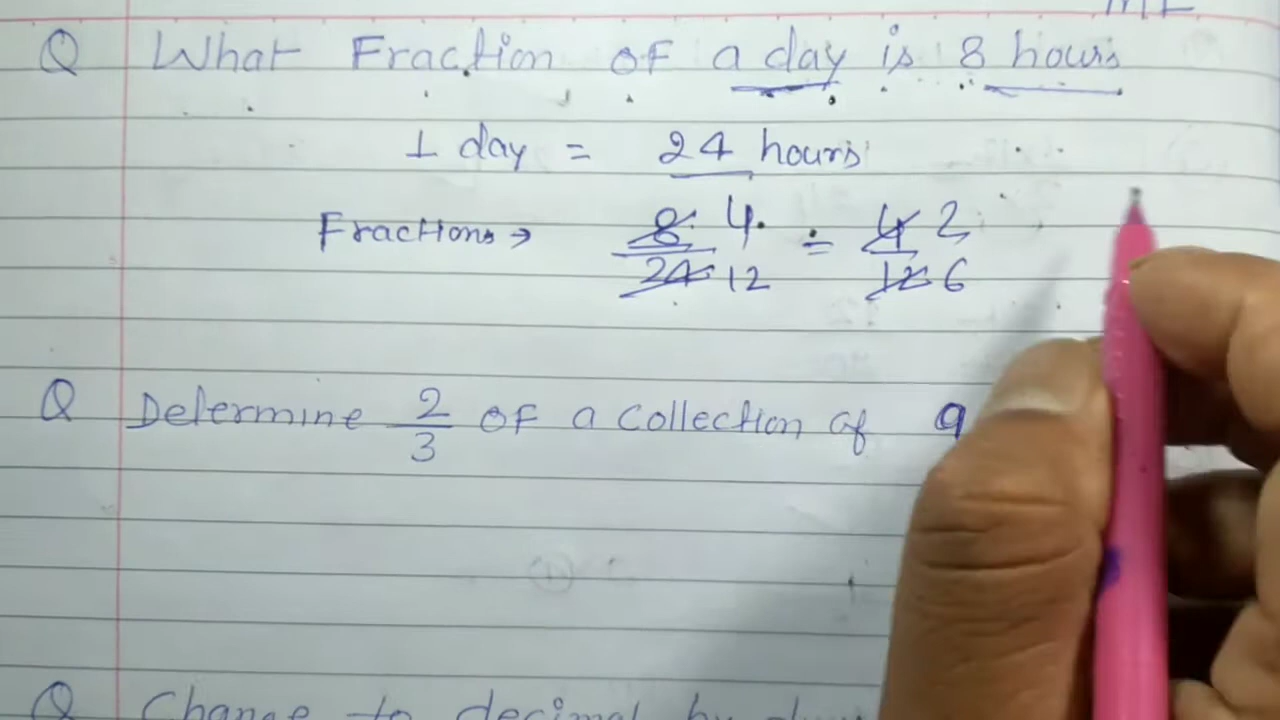 Q What Fraction of a day is 8 hours
1 day = 24 hours
Fractions → 8/24 4/12 = 4/12 2/6
Q Determine 2/3 of a collection of 9
Q Change to decimal by